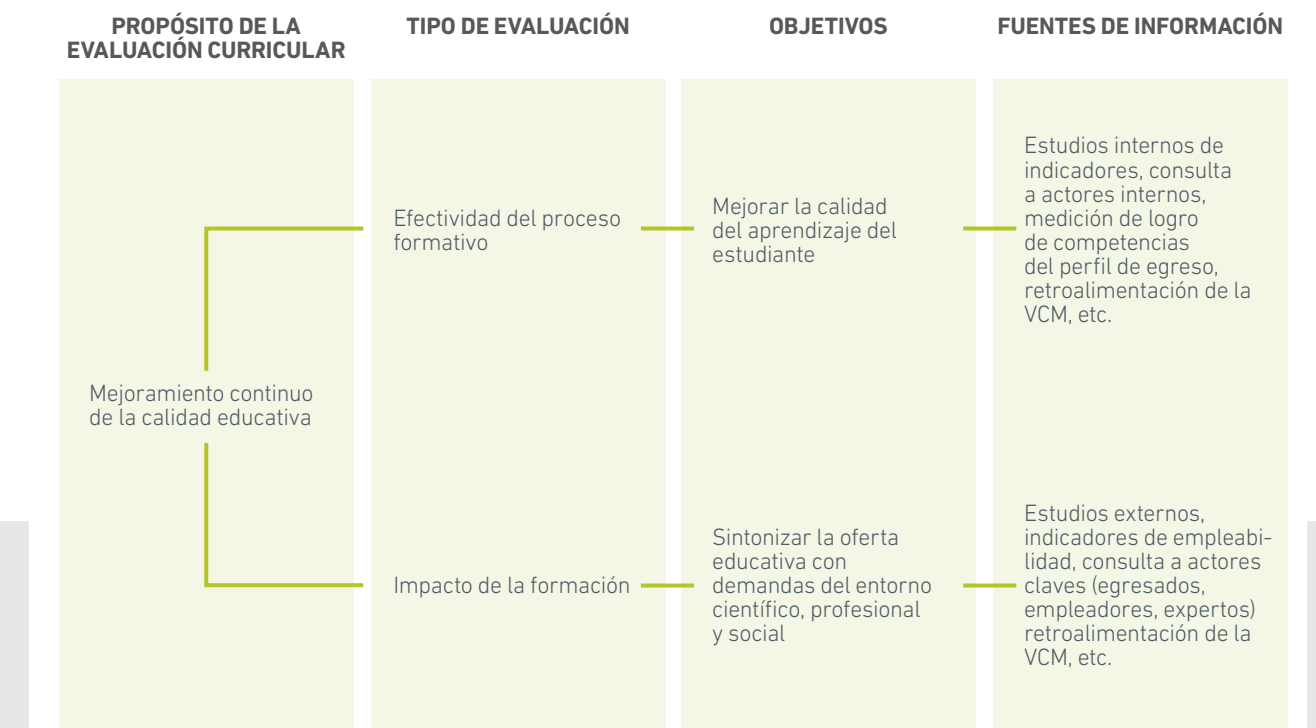 PROPÓSITO DE LA
EVALUACIÓN CURRICULAR
TIPO DE EVALUACIÓN
OBJETIVOS
FUENTES DE INFORMACIÓN
Mejoramiento continuo
de la calidad educativa
Efectividad del proceso
formativo
Mejorar la calidad
del aprendizaje del
estudiante
Estudios internos de
indicadores, consulta
a actores internos,
medición de logro
de competencias
del perfil de egreso,
retroalimentación de la
VCM, etc.
Impacto de la formación
Sintonizar la oferta
educativa con
demandas del entorno
científico, profesional
y social
Estudios externos,
indicadores de empleabi-
lidad, consulta a actores
claves (egresados,
empleadores, expertos)
retroalimentación de la
VCM, etc.